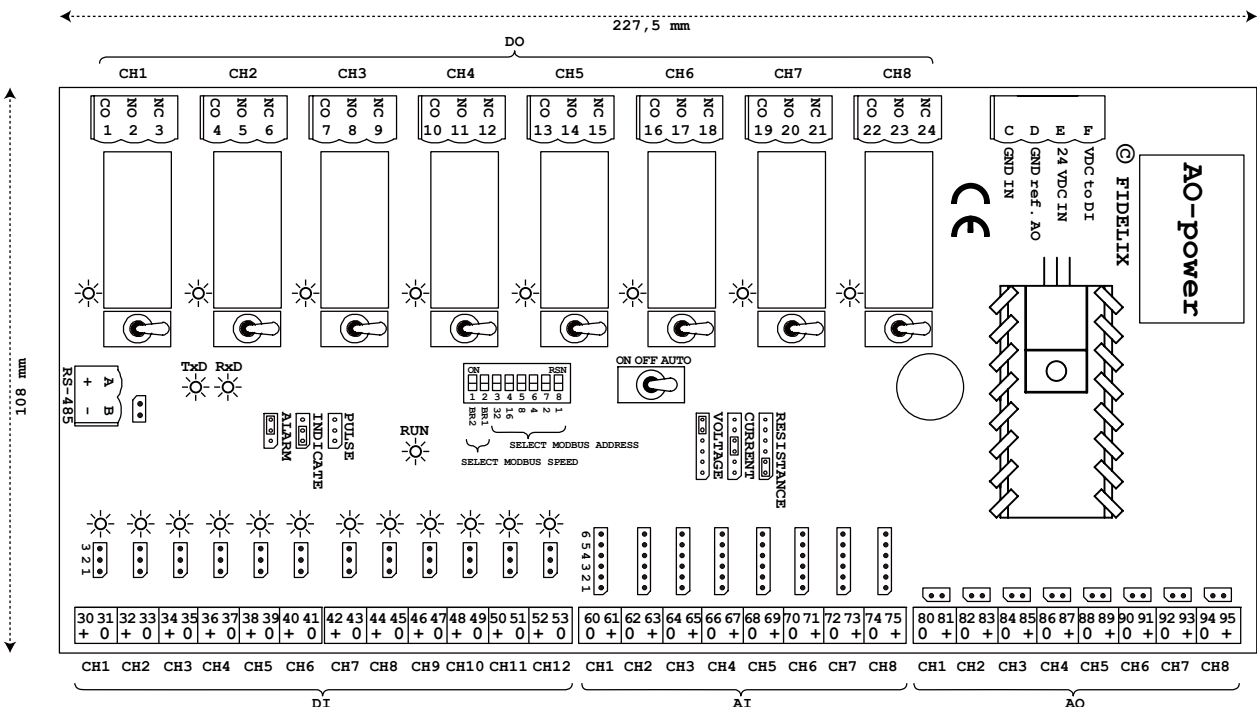 227,5 mm
DO
CH1 CH2 CH3 CH4 CH5 CH6 CH7 CH8
CO NO NC CO NO NC CO NO NC CO NO NC CO NO NC CO NO NC CO NO NC CO NO NC
1 2 3 4 5 6 7 8 9 10 11 12 13 14 15 16 17 18 19 20 21 22 23 24
C D E F
GND IN
GND ref. AO
24 VDC IN
VDC to DI
© FIDELIX
CE
AO-power
108 mm
RS-485
+ A
- B
TxD RxD
ALARM
INDICATE
PULSE
RUN
ON RSN
1 2 3 4 5 6 7 8
BR2 BR1 32 16 8 4 2 1
SELECT MODBUS ADDRESS
SELECT MODBUS SPEED
ON OFF AUTO
VOLTAGE
CURRENT
RESISTANCE
3 2 1
6 5 4 3 2 1
30 31 32 33 34 35 36 37 38 39 40 41 42 43 44 45 46 47 48 49 50 51 52 53
+ 0 + 0 + 0 + 0 + 0 + 0 + 0 + 0 + 0 + 0 + 0 + 0
60 61 62 63 64 65 66 67 68 69 70 71 72 73 74 75
0 + 0 + 0 + 0 + 0 + 0 + 0 + 0 +
80 81 82 83 84 85 86 87 88 89 90 91 92 93 94 95
0 + 0 + 0 + 0 + 0 + 0 + 0 + 0 +
CH1 CH2 CH3 CH4 CH5 CH6 CH7 CH8 CH9 CH10 CH11 CH12
CH1 CH2 CH3 CH4 CH5 CH6 CH7 CH8
CH1 CH2 CH3 CH4 CH5 CH6 CH7 CH8
DI
AI
AO